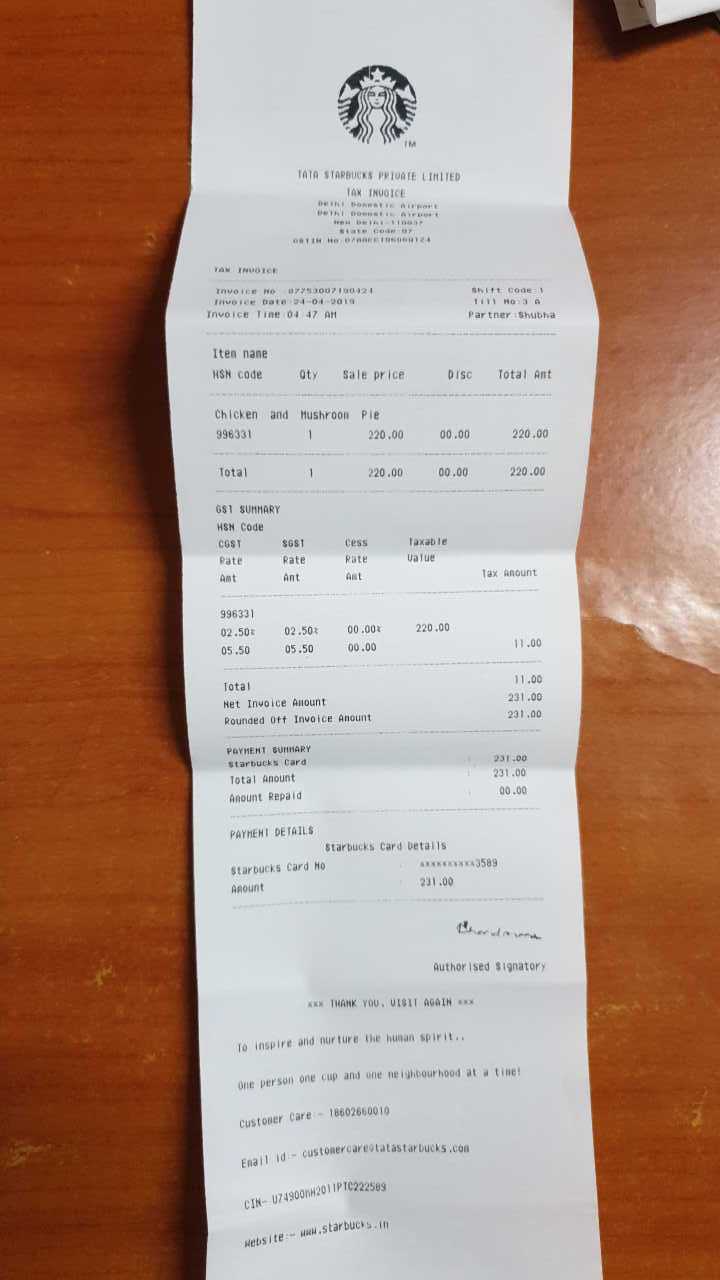 TM
TATA STARBUCKS PRIVATE LIMITED
TAX INVOICE
Delhi Domestic Airport
Delhi Domestic Airport
New Delhi-110037
State Code:07
GSTIN No:
TAX INVOICE
Invoice No :07753007190424 Shift Code:1
Invoice Date:24-04-2019 Till No:3 A
Invoice Time:04 47 AM Partner:Shubha
Item name
HSN code Qty Sale price Disc Total Amt
Chicken and Mushroom Pie
996331 1 220.00 00.00 220.00
Total 1 220.00 00.00 220.00
GST SUMMARY
HSN Code
CGST SGST Cess Taxable
Rate Rate Rate Value
Amt Amt Amt Tax Amount
996331
02.50% 02.50% 00.00% 220.00
05.50 05.50 00.00 11.00
Total 11.00
Net Invoice Amount 231.00
Rounded Off Invoice Amount 231.00
PAYMENT SUMMARY
Starbucks Card : 231.00
Total Amount : 231.00
Amount Repaid : 00.00
PAYMENT DETAILS
Starbucks Card Details
Starbucks Card No : xxxxxxxxxx3589
Amount : 231.00
Authorised Signatory
xxx THANK YOU, VISIT AGAIN xxx
To inspire and nurture the human spirit..
One person one cup and one neighbourhood at a time!
Customer Care:- 18602660010
Email id:- customercare@tatastarbucks.com
CIN- U74900MH2011PTC222589
Website:- www.starbucks.in